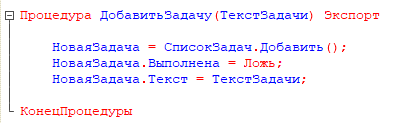 Процедура ДобавитьЗадачу(ТекстЗадачи) Экспорт
НоваяЗадача = СписокЗадач.Добавить();
НоваяЗадача.Выполнена = Ложь;
НоваяЗадача.Текст = ТекстЗадачи;
КонецПроцедуры